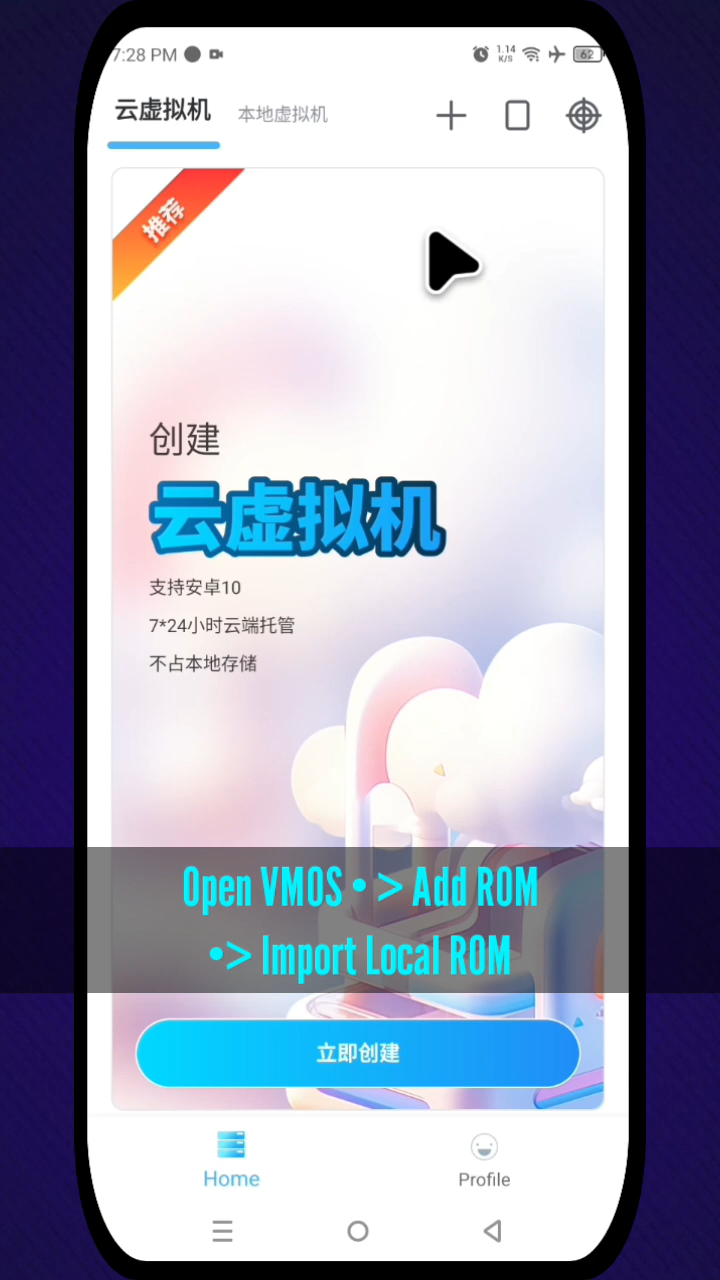 7:28 PM
1.14
K/S
62
云虚拟机
本地虚拟机
推荐
创建
云虚拟机
支持安卓10
7*24小时云端托管
不占本地存储
Open VMOS • > Add ROM
•> Import Local ROM
立即创建
Home
Profile